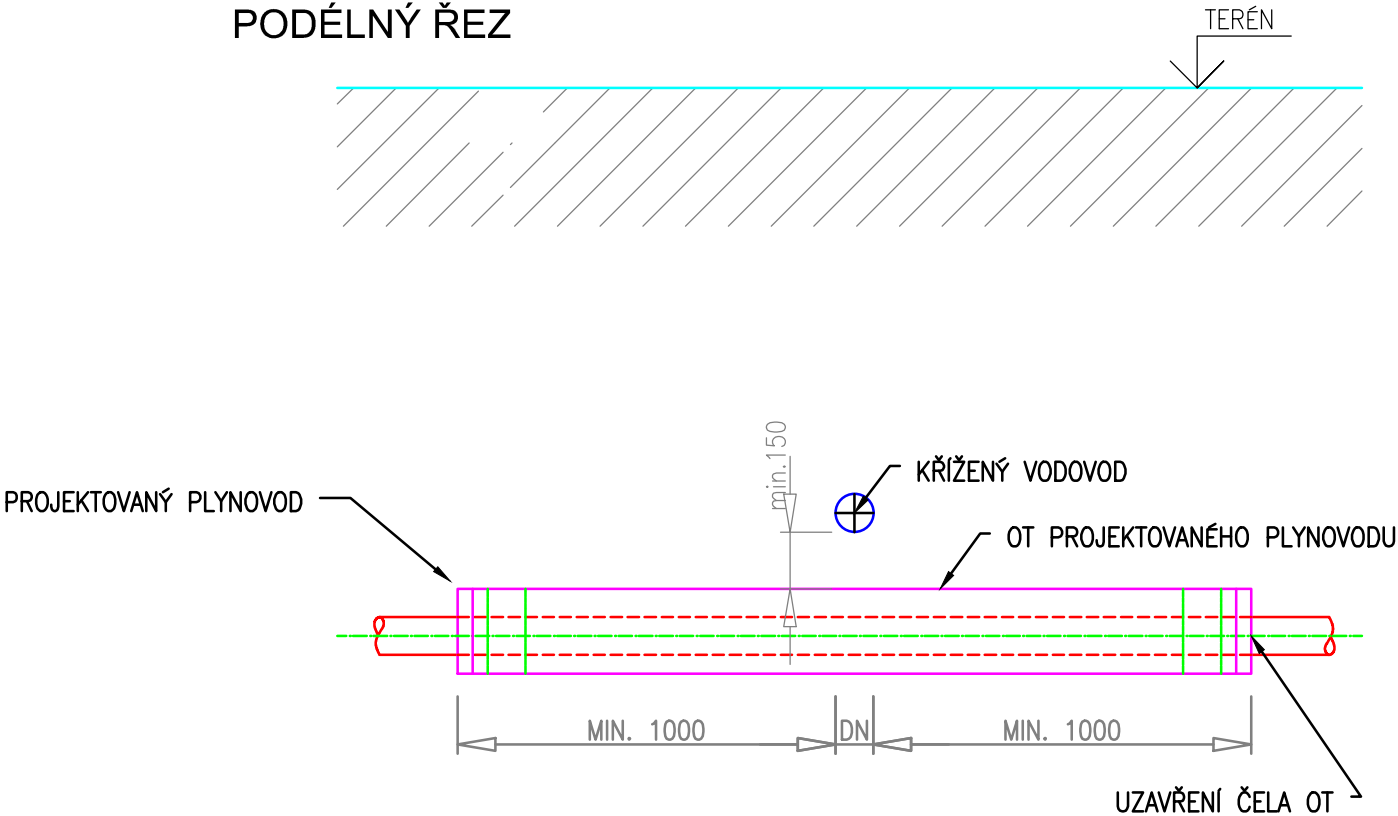 PODÉLNÝ ŘEZ
TERÉN
min.150
KŘÍŽENÝ VODOVOD
PROJEKTOVANÝ PLYNOVOD
OT PROJEKTOVANÉHO PLYNOVODU
MIN. 1000
DN
MIN. 1000
UZAVŘENÍ ČELA OT